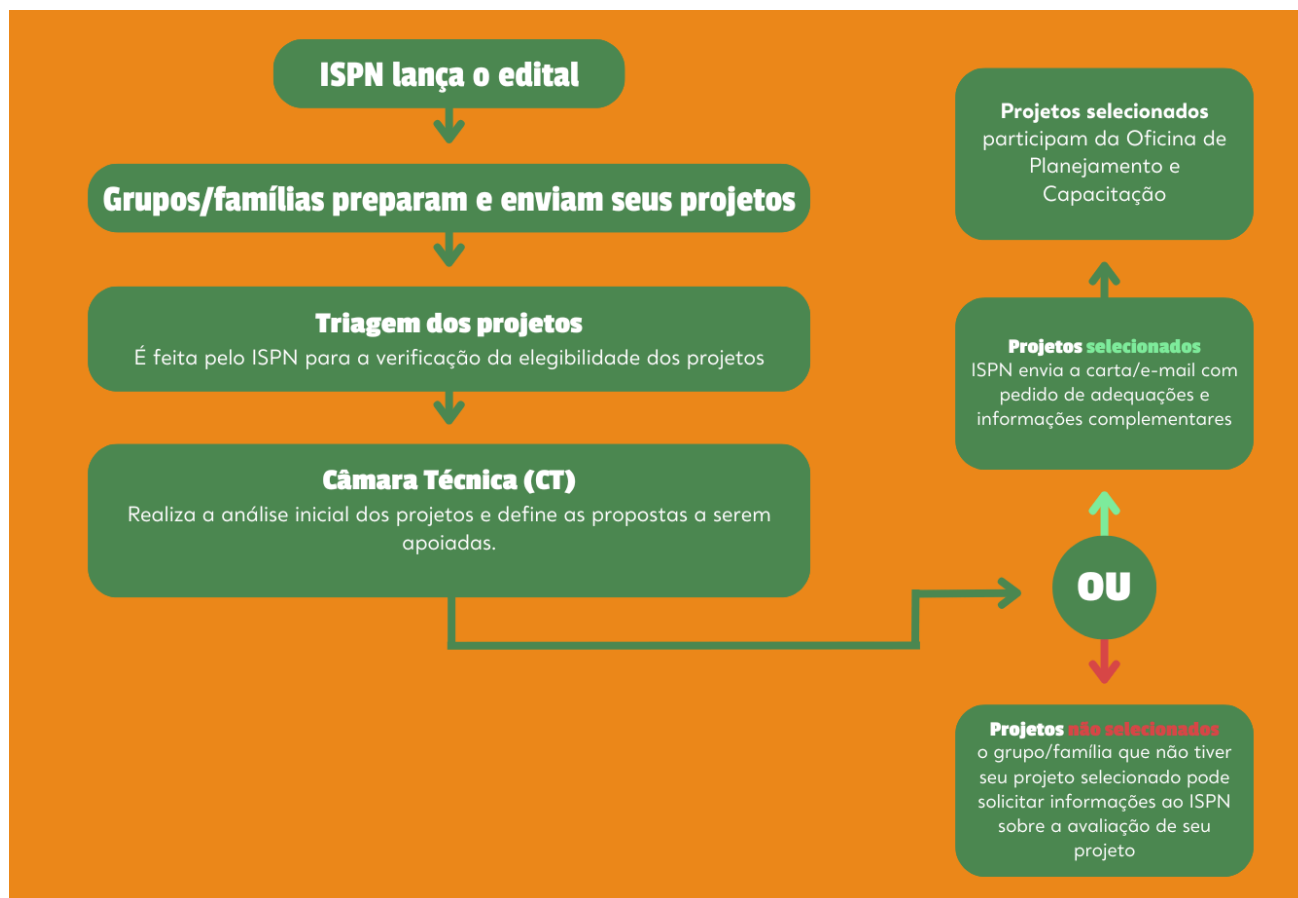 ISPN lança o edital
Grupos/famílias preparam e enviam seus projetos
Triagem dos projetos
É feita pelo ISPN para a verificação da elegibilidade dos projetos
Câmara Técnica (CT)
Realiza a análise inicial dos projetos e define as propostas a serem
apoiadas.
OU
Projetos selecionados
ISPN envia a carta/e-mail com
pedido de adequações e
informações complementares
Projetos selecionados
participam da Oficina de
Planejamento e
Capacitação
Projetos não selecionados
o grupo/família que não tiver
seu projeto selecionado pode
solicitar informações ao ISPN
sobre a avaliação de seu
projeto